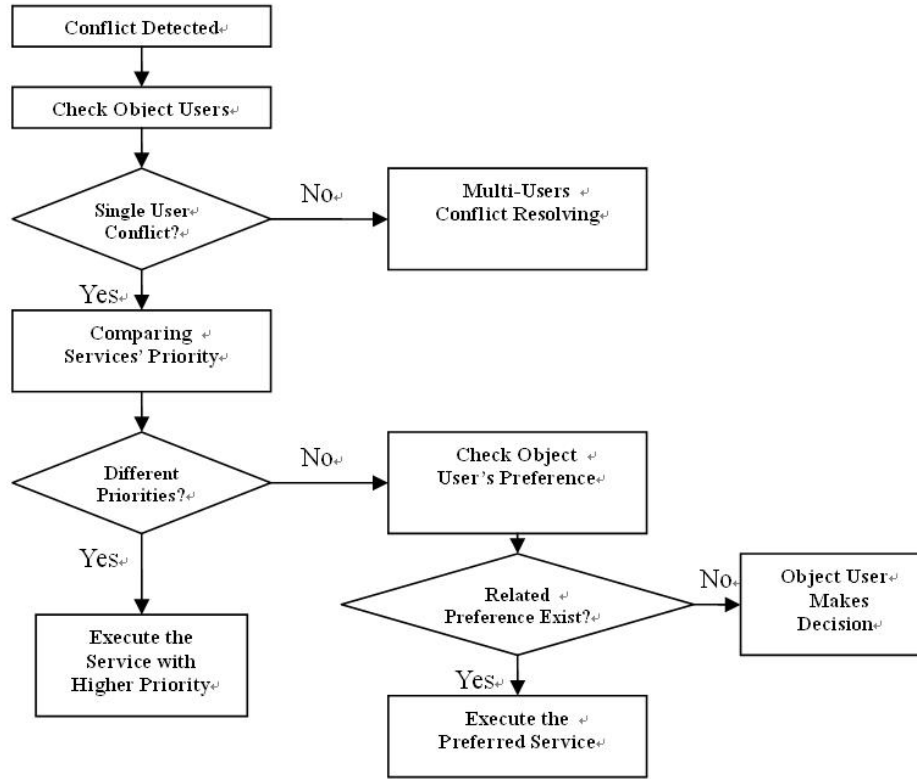 Conflict Detected
Check Object Users
Single User
Conflict?
No
Multi-Users
Conflict Resolving
Yes
Comparing
Services' Priority
Different
Priorities?
No
Check Object
User's Preference
Yes
Execute the
Service with
Higher Priority
Related
Preference Exist?
No
Object User
Makes
Decision
Yes
Execute the
Preferred Service